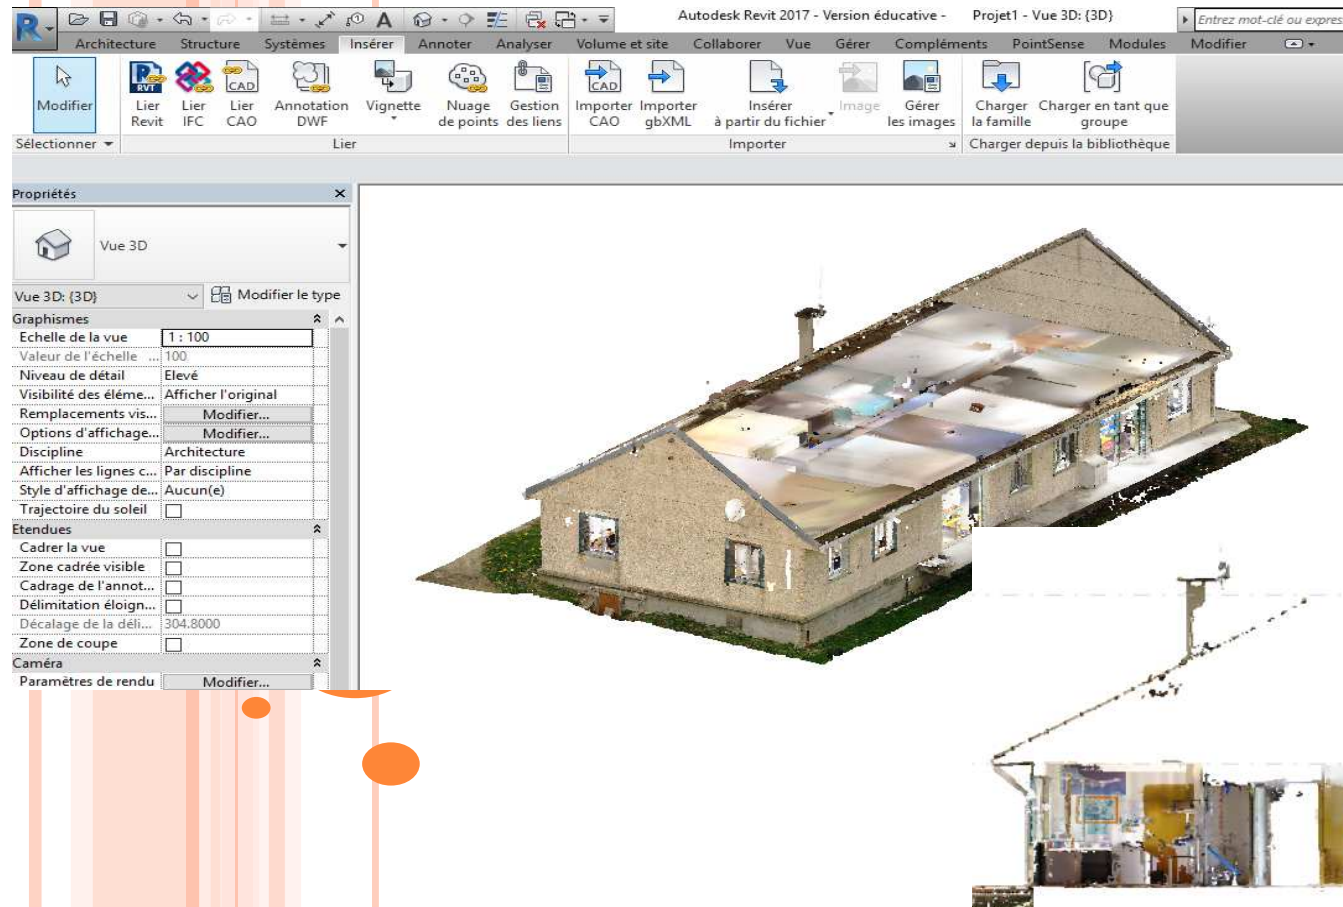 Autodesk Revit 2017 - Version éducative - Projet1 - Vue 3D: {3D}
Entrez mot-clé ou expres
R
A
Architecture Structure Systèmes Insérer Annoter Analyser Volume et site Collaborer Vue Gérer Compléments PointSense Modules Modifier
RVT CAD CAD
Modifier
Lier Revit
Lier IFC
Lier CAO
Annotation DWF
Vignette
Nuage de points
Gestion des liens
Importer CAO
Importer gbXML
Insérer à partir du fichier
Image
Gérer les images
Charger la famille
Charger en tant que groupe
Sélectionner Lier Importer Charger depuis la bibliothèque
Propriétés
Vue 3D
Vue 3D: {3D} Modifier le type
Graphismes
Echelle de la vue 1 : 100
Valeur de l'échelle ... 100
Niveau de détail Elevé
Visibilité des éléme... Afficher l'original
Remplacements vis... Modifier...
Options d'affichage... Modifier...
Discipline Architecture
Afficher les lignes c... Par discipline
Style d'affichage de... Aucun(e)
Trajectoire du soleil
Etendues
Cadrer la vue
Zone cadrée visible
Cadrage de l'annot...
Délimitation éloign...
Décalage de la déli... 304.8000
Zone de coupe
Caméra
Paramètres de rendu Modifier...